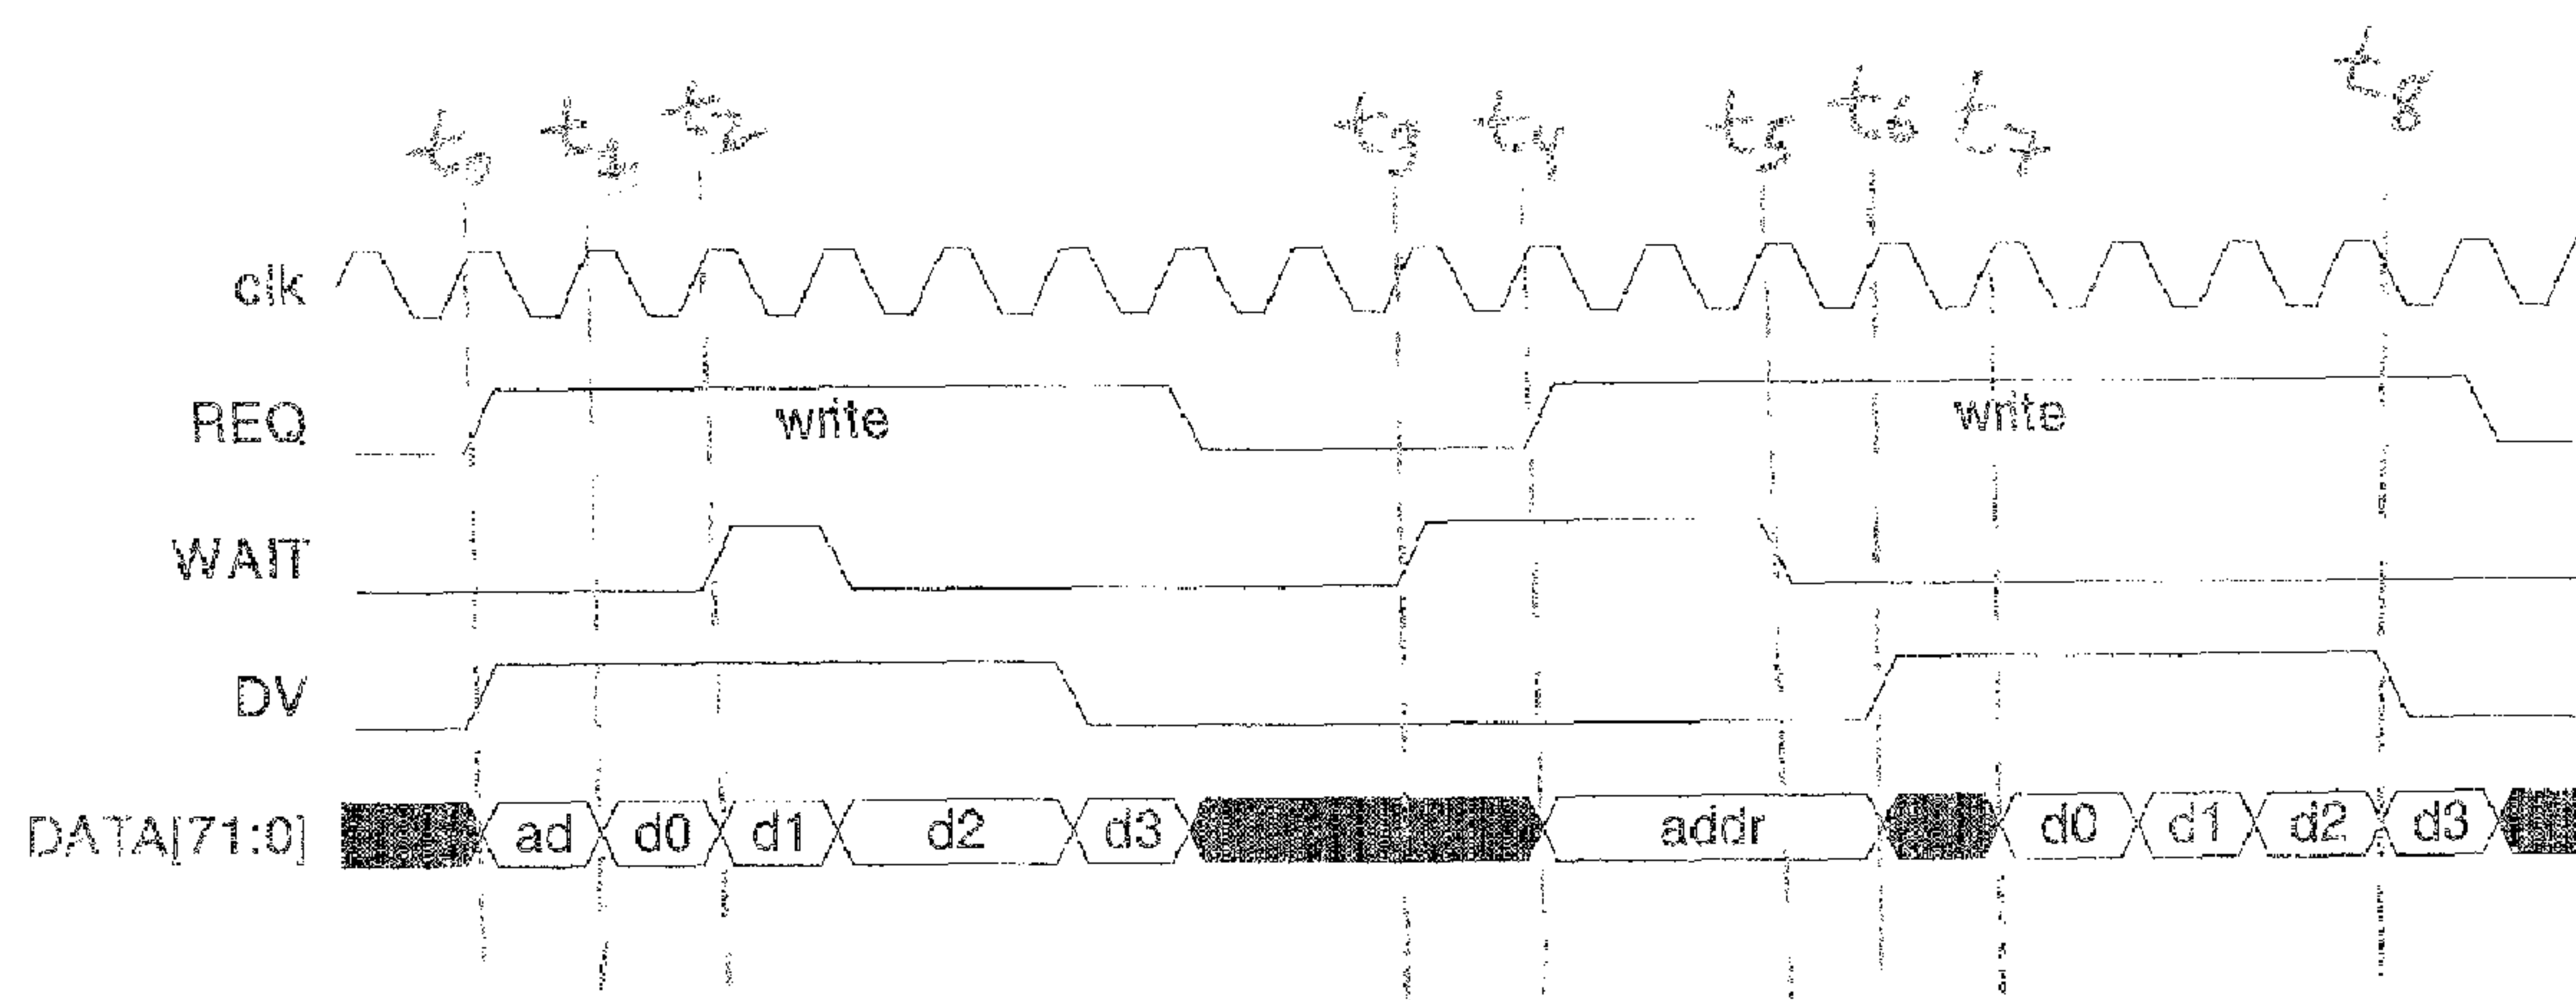 t0 t1 t2 t3 t4 t5 t6 t7 t8
clk
REQ write write
WAIT
DV
DATA[71:0] ad d0 d1 d2 d3 addr d0 d1 d2 d3